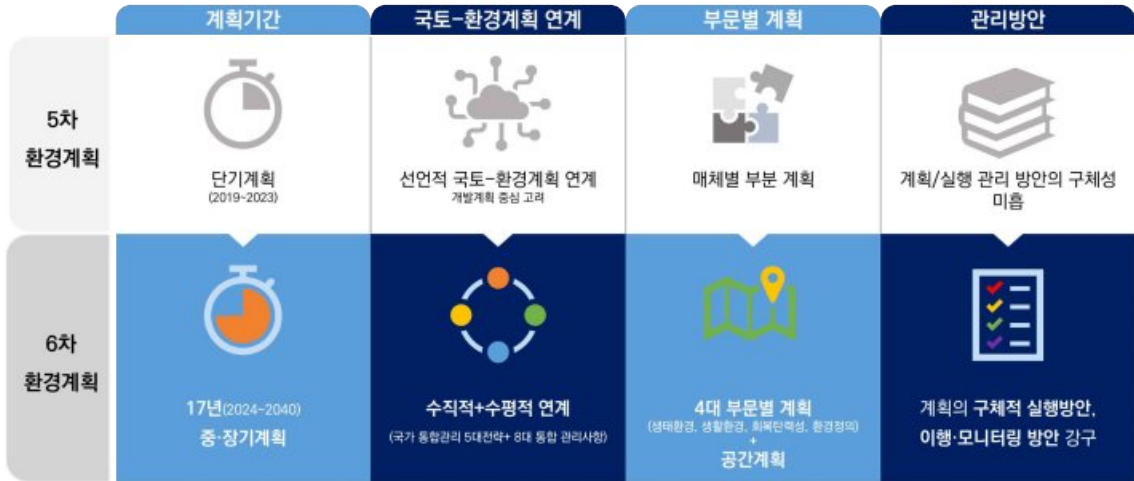 계획기간
국토-환경계획 연계
부문별 계획
관리방안
5차
환경계획
단기계획
(2019~2023)
선언적 국토-환경계획 연계
개발계획 중심 고려
매체별 부분 계획
계획/실행 관리 방안의 구체성
미흡
6차
환경계획
17년(2024~2040)
중·장기계획
수직적+수평적 연계
(국가 통합관리 5대전략+ 8대 통합 관리사항)
4대 부문별 계획
(생태환경, 생활환경, 회복탄력성, 환경정의)
+
공간계획
계획의 구체적 실행방안,
이행·모니터링 방안 강구